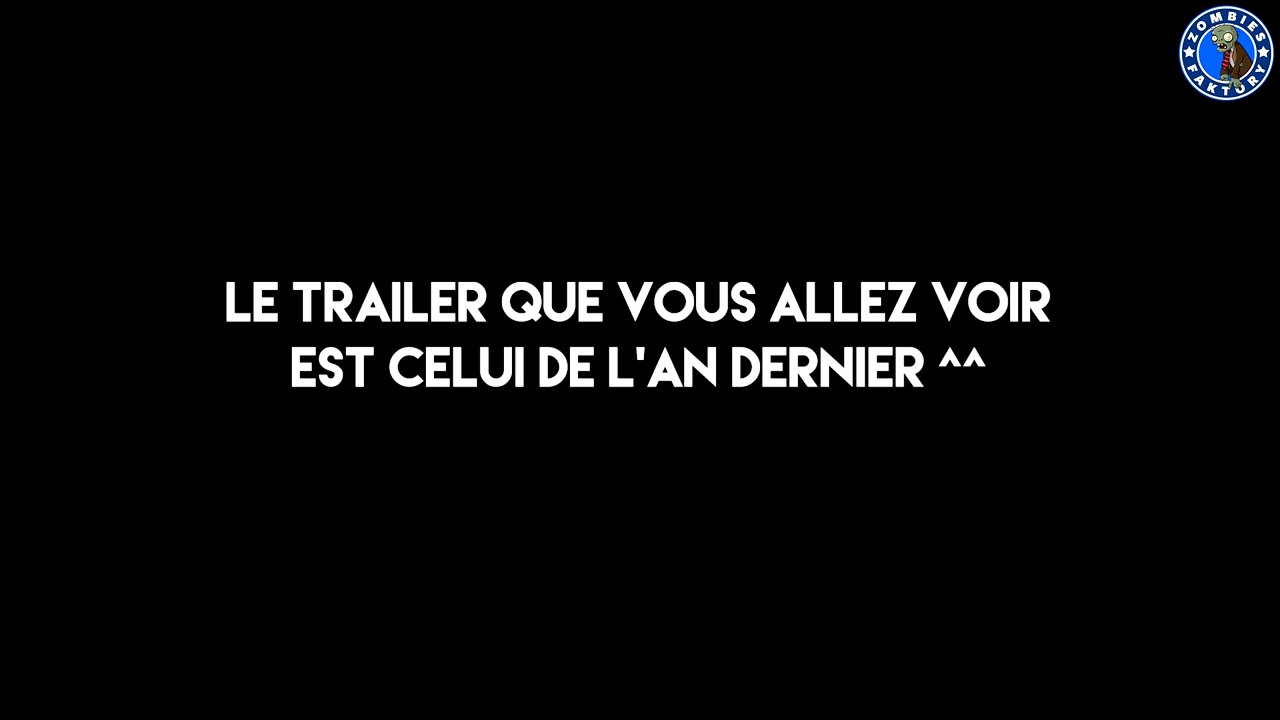 ZOMBIES
FAKTORY
LE TRAILER QUE VOUS ALLEZ VOIR
EST CELUI DE L'AN DERNIER ^^